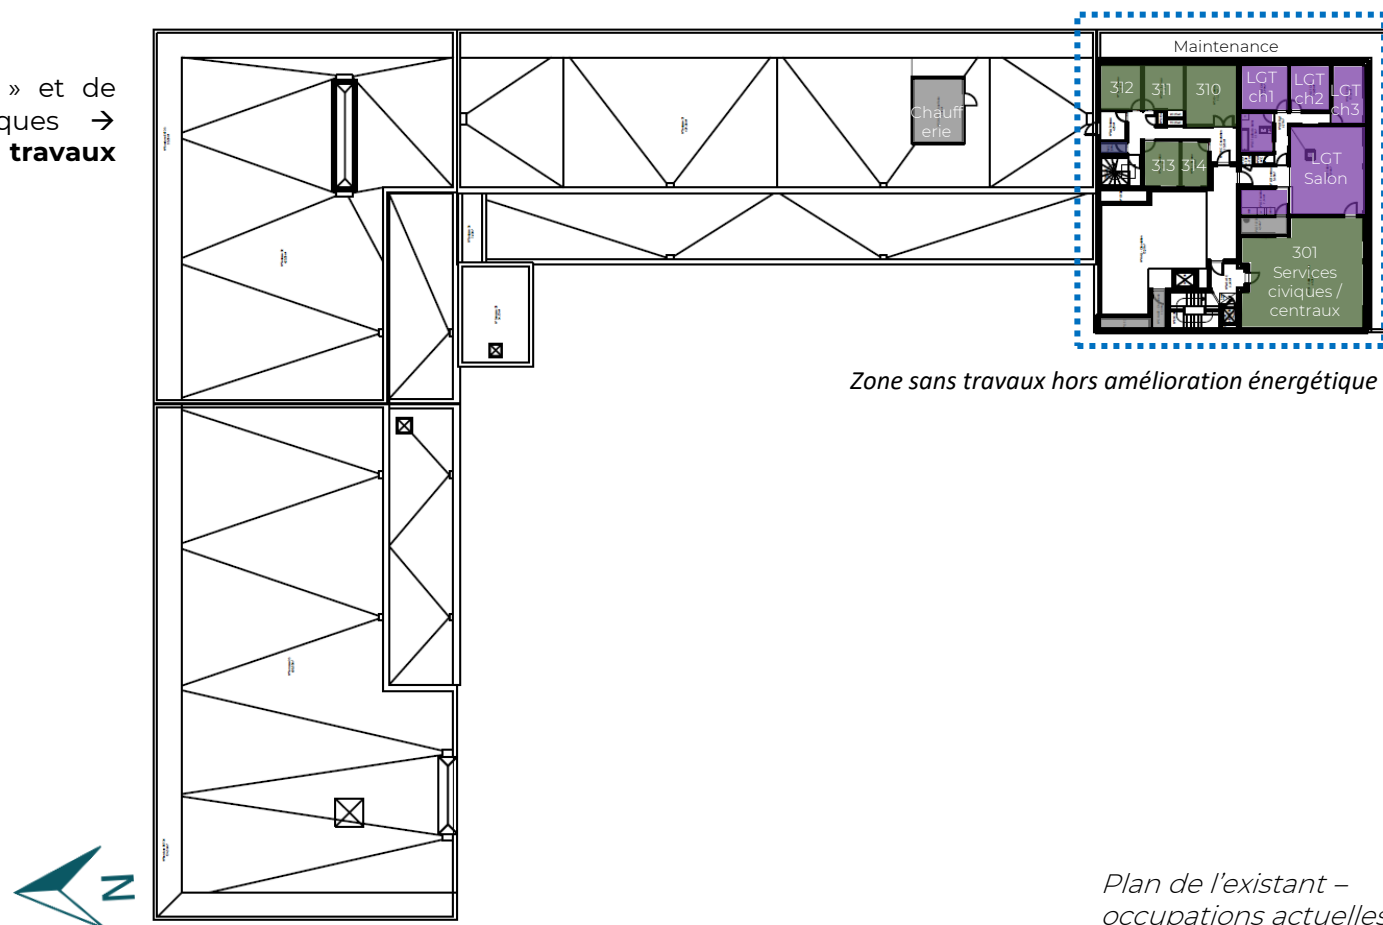 » et de
ques →
travaux
Maintenance
312
311
310
LGT
ch1
LGT
ch2
LGT
ch3
Chauff
erie
313
314
LGT
Salon
301
Services
civiques /
centraux
Zone sans travaux hors amélioration énergétique
N
Plan de l’existant –
occupations actuelles